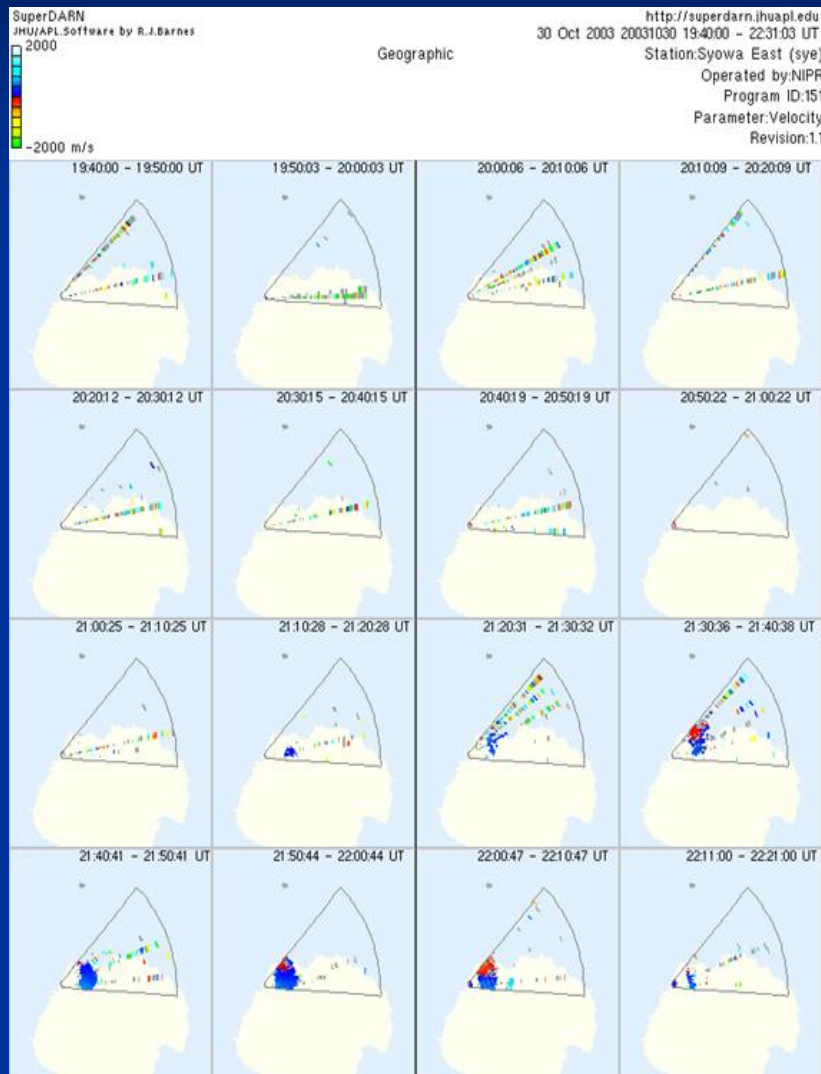 SuperDARN
JHU/APL.Software by R.J.Barnes
2000
-2000 m/s
Geographic
http://superdarn.jhuapl.edu
30 Oct 2003 20031030 19:40:00 - 22:31:03 UT
Station:Syowa East (sye)
Operated by:NIPR
Program ID:151
Parameter:Velocity
Revision:1.1
19:40:00 - 19:50:00 UT
19:50:03 - 20:00:03 UT
20:00:06 - 20:10:06 UT
20:10:09 - 20:20:09 UT
20:20:12 - 20:30:12 UT
20:30:15 - 20:40:15 UT
20:40:19 - 20:50:19 UT
20:50:22 - 21:00:22 UT
21:00:25 - 21:10:25 UT
21:10:28 - 21:20:28 UT
21:20:31 - 21:30:32 UT
21:30:36 - 21:40:38 UT
21:40:41 - 21:50:41 UT
21:50:44 - 22:00:44 UT
22:00:47 - 22:10:47 UT
22:11:00 - 22:21:00 UT